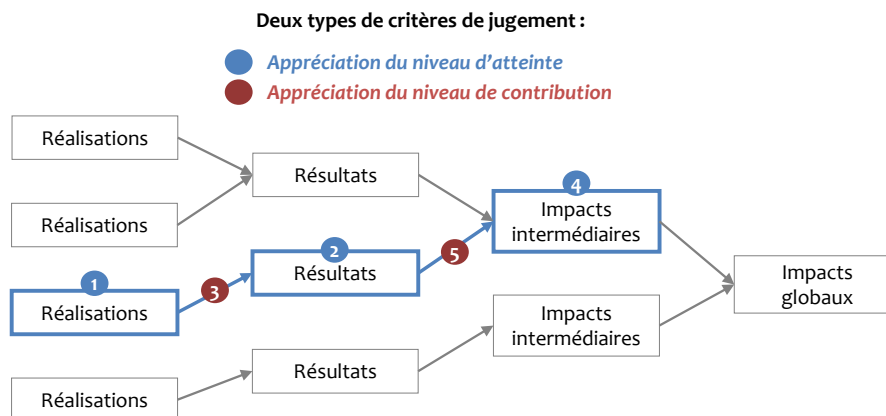 Deux types de critères de jugement :
Appréciation du niveau d'atteinte
Appréciation du niveau de contribution
Réalisations
Résultats
4
Réalisations
Impacts
intermédiaires
2
5
1
3
Résultats
Impacts
globaux
Réalisations
Impacts
intermédiaires
Résultats
Réalisations